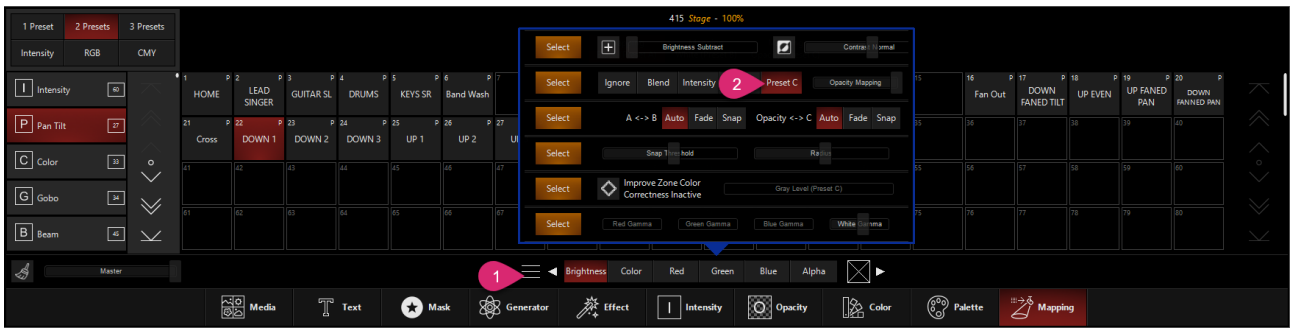 415 Stage - 100%
1 Preset 2 Presets 3 Presets
Intensity RGB CMY
I Intensity 60
P Pan Tilt 27
C Color 33
G Gobo 34
B Beam 45
1 P HOME
2 P LEAD SINGER
3 P GUITAR SL
4 P DRUMS
5 P KEYS SR
6 P Band Wash
7
15
16 P Fan Out
17 P DOWN FANED TILT
18 P UP EVEN
19 P UP FANED PAN
20 P DOWN FANNED PAN
21 P Cross
22 P DOWN 1
23 P DOWN 2
24 P DOWN 3
25 P UP 1
26 P UP 2
27
35 36 37 38 39 40
41 42 43 44 45 46 47
55 56 57 58 59 60
61 62 63 64 65 66 67
75 76 77 78 79 80
Select Brightness Subtract Contrast Normal
Select Ignore Blend Intensity 2 Preset C Opacity Mapping
Select A <-> B Auto Fade Snap Opacity <-> C Auto Fade Snap
Select Snap Threshold Radius
Select Improve Zone Color
Correctness Inactive Gray Level (Preset C)
Select Red Gamma Green Gamma Blue Gamma White Gamma
Master
1 Brightness Color Red Green Blue Alpha
Media Text Mask Generator Effect I Intensity Opacity Color Palette Mapping